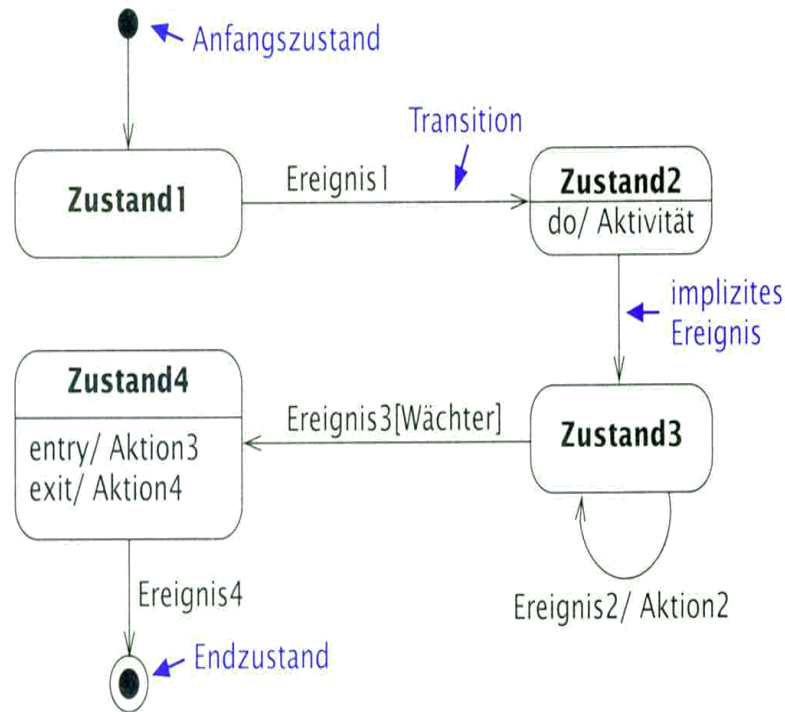 Anfangszustand
Transition
Zustand1
Ereignis1
Zustand2
do/ Aktivität
implizites
Ereignis
Zustand4
entry/ Aktion3
exit/ Aktion4
Ereignis3[Wächter]
Zustand3
Ereignis2/ Aktion2
Ereignis4
Endzustand